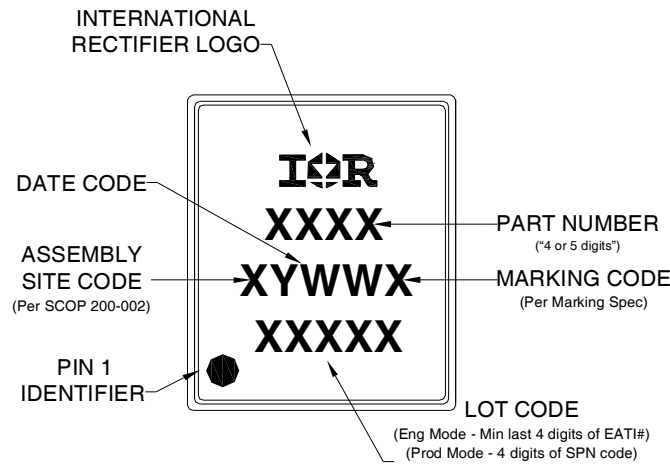 INTERNATIONAL
RECTIFIER LOGO
IOR
DATE CODE
XXXX
PART NUMBER
("4 or 5 digits")
ASSEMBLY
SITE CODE
(Per SCOP 200-002)
XYWWX
MARKING CODE
(Per Marking Spec)
XXXXX
PIN 1
IDENTIFIER
LOT CODE
(Eng Mode - Min last 4 digits of EATI#)
(Prod Mode - 4 digits of SPN code)